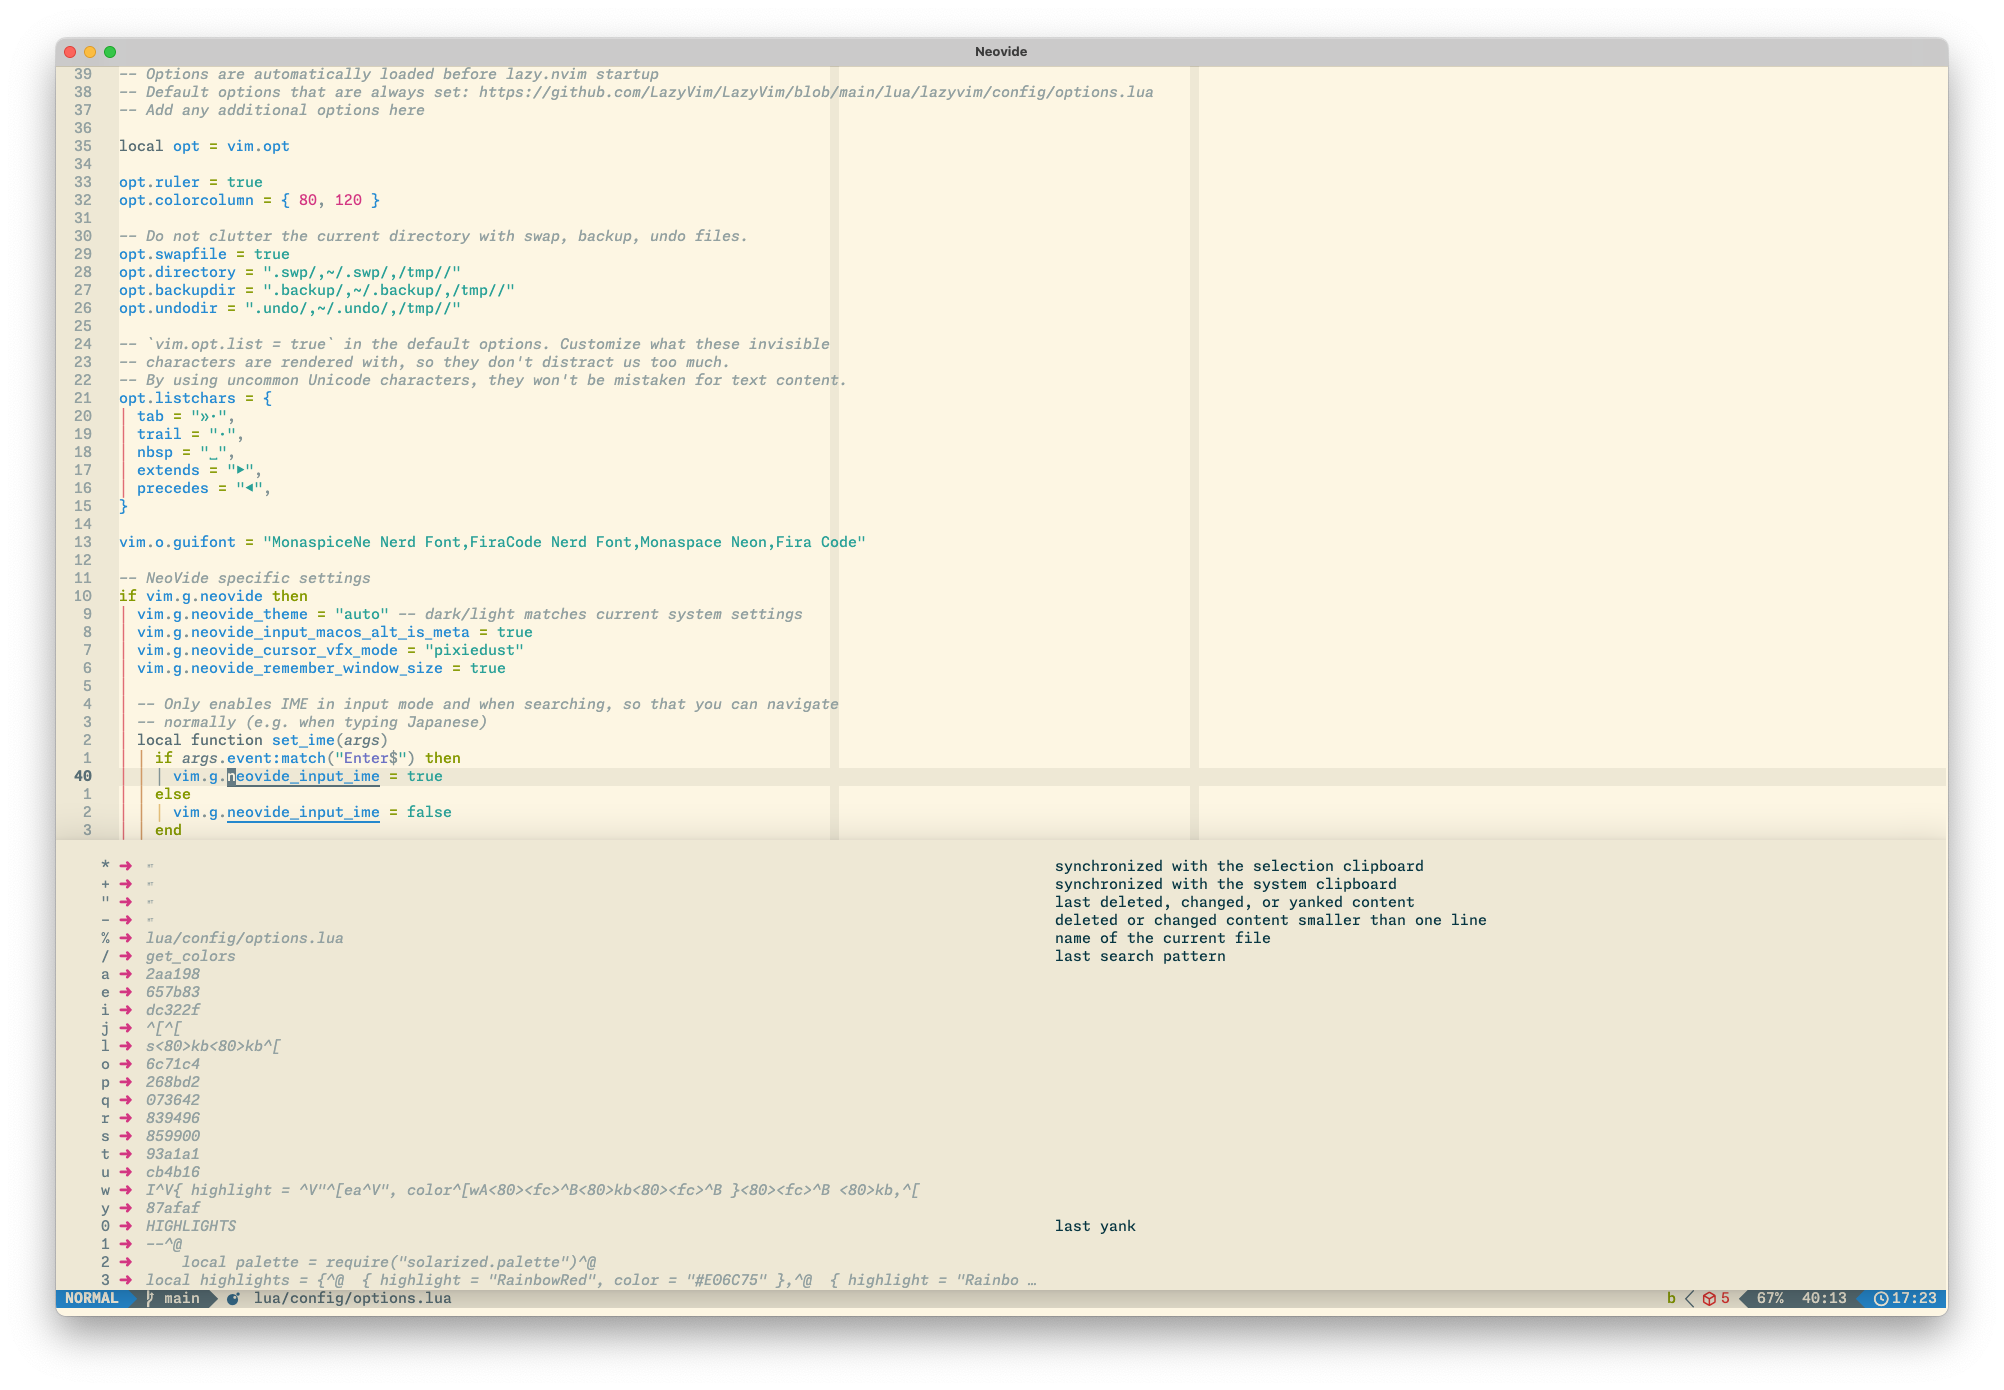 Neovide
39 -- Options are automatically loaded before lazy.nvim startup
38 -- Default options that are always set: https://github.com/LazyVim/LazyVim/blob/main/lua/lazyvim/config/options.lua
37 -- Add any additional options here
36
35 local opt = vim.opt
34
33 opt.ruler = true
32 opt.colorcolumn = { 80, 120 }
31
30 -- Do not clutter the current directory with swap, backup, undo files.
29 opt.swapfile = true
28 opt.directory = ".swp/,~/.swp/,/tmp//"
27 opt.backupdir = ".backup/,~/.backup/,/tmp//"
26 opt.undodir = ".undo/,~/.undo/,/tmp//"
25
24 -- `vim.opt.list = true` in the default options. Customize what these invisible
23 -- characters are rendered with, so they don't distract us too much.
22 -- By using uncommon Unicode characters, they won't be mistaken for text content.
21 opt.listchars = {
20   tab = "»·",
19   trail = "·",
18   nbsp = "␣",
17   extends = "▶",
16   precedes = "◀",
15 }
14
13 vim.o.guifont = "MonaspiceNe Nerd Font,FiraCode Nerd Font,Monaspace Neon,Fira Code"
12
11 -- NeoVide specific settings
10 if vim.g.neovide then
9   vim.g.neovide_theme = "auto" -- dark/light matches current system settings
8   vim.g.neovide_input_macos_alt_is_meta = true
7   vim.g.neovide_cursor_vfx_mode = "pixiedust"
6   vim.g.neovide_remember_window_size = true
5
4   -- Only enables IME in input mode and when searching, so that you can navigate
3   -- normally (e.g. when typing Japanese)
2   local function set_ime(args)
1     if args.event:match("Enter$") then
40       vim.g.neovide_input_ime = true
1     else
2       vim.g.neovide_input_ime = false
3     end
* ➜ synchronized with the selection clipboard
+ ➜ synchronized with the system clipboard
" ➜ last deleted, changed, or yanked content
- ➜ deleted or changed content smaller than one line
% ➜ lua/config/options.lua name of the current file
/ ➜ get_colors last search pattern
a ➜ 2aa198
e ➜ 657b83
i ➜ dc322f
j ➜ ^[^[
l ➜ s<80>kb<80>kb^[
o ➜ 6c71c4
p ➜ 268bd2
q ➜ 073642
r ➜ 839496
s ➜ 859900
t ➜ 93a1a1
u ➜ cb4b16
w ➜ I^V{ highlight = ^V"^[ea^V", color^[wA<80><fc>^B<80>kb<80><fc>^B }<80><fc>^B <80>kb,^[
y ➜ 87afaf
0 ➜ HIGHLIGHTS last yank
1 ➜ --^@
2 ➜     local palette = require("solarized.palette")^@
3 ➜ local highlights = {^@  { highlight = "RainbowRed", color = "#E06C75" },^@  { highlight = "Rainbo …
NORMAL main lua/config/options.lua b 5 67% 40:13 17:23